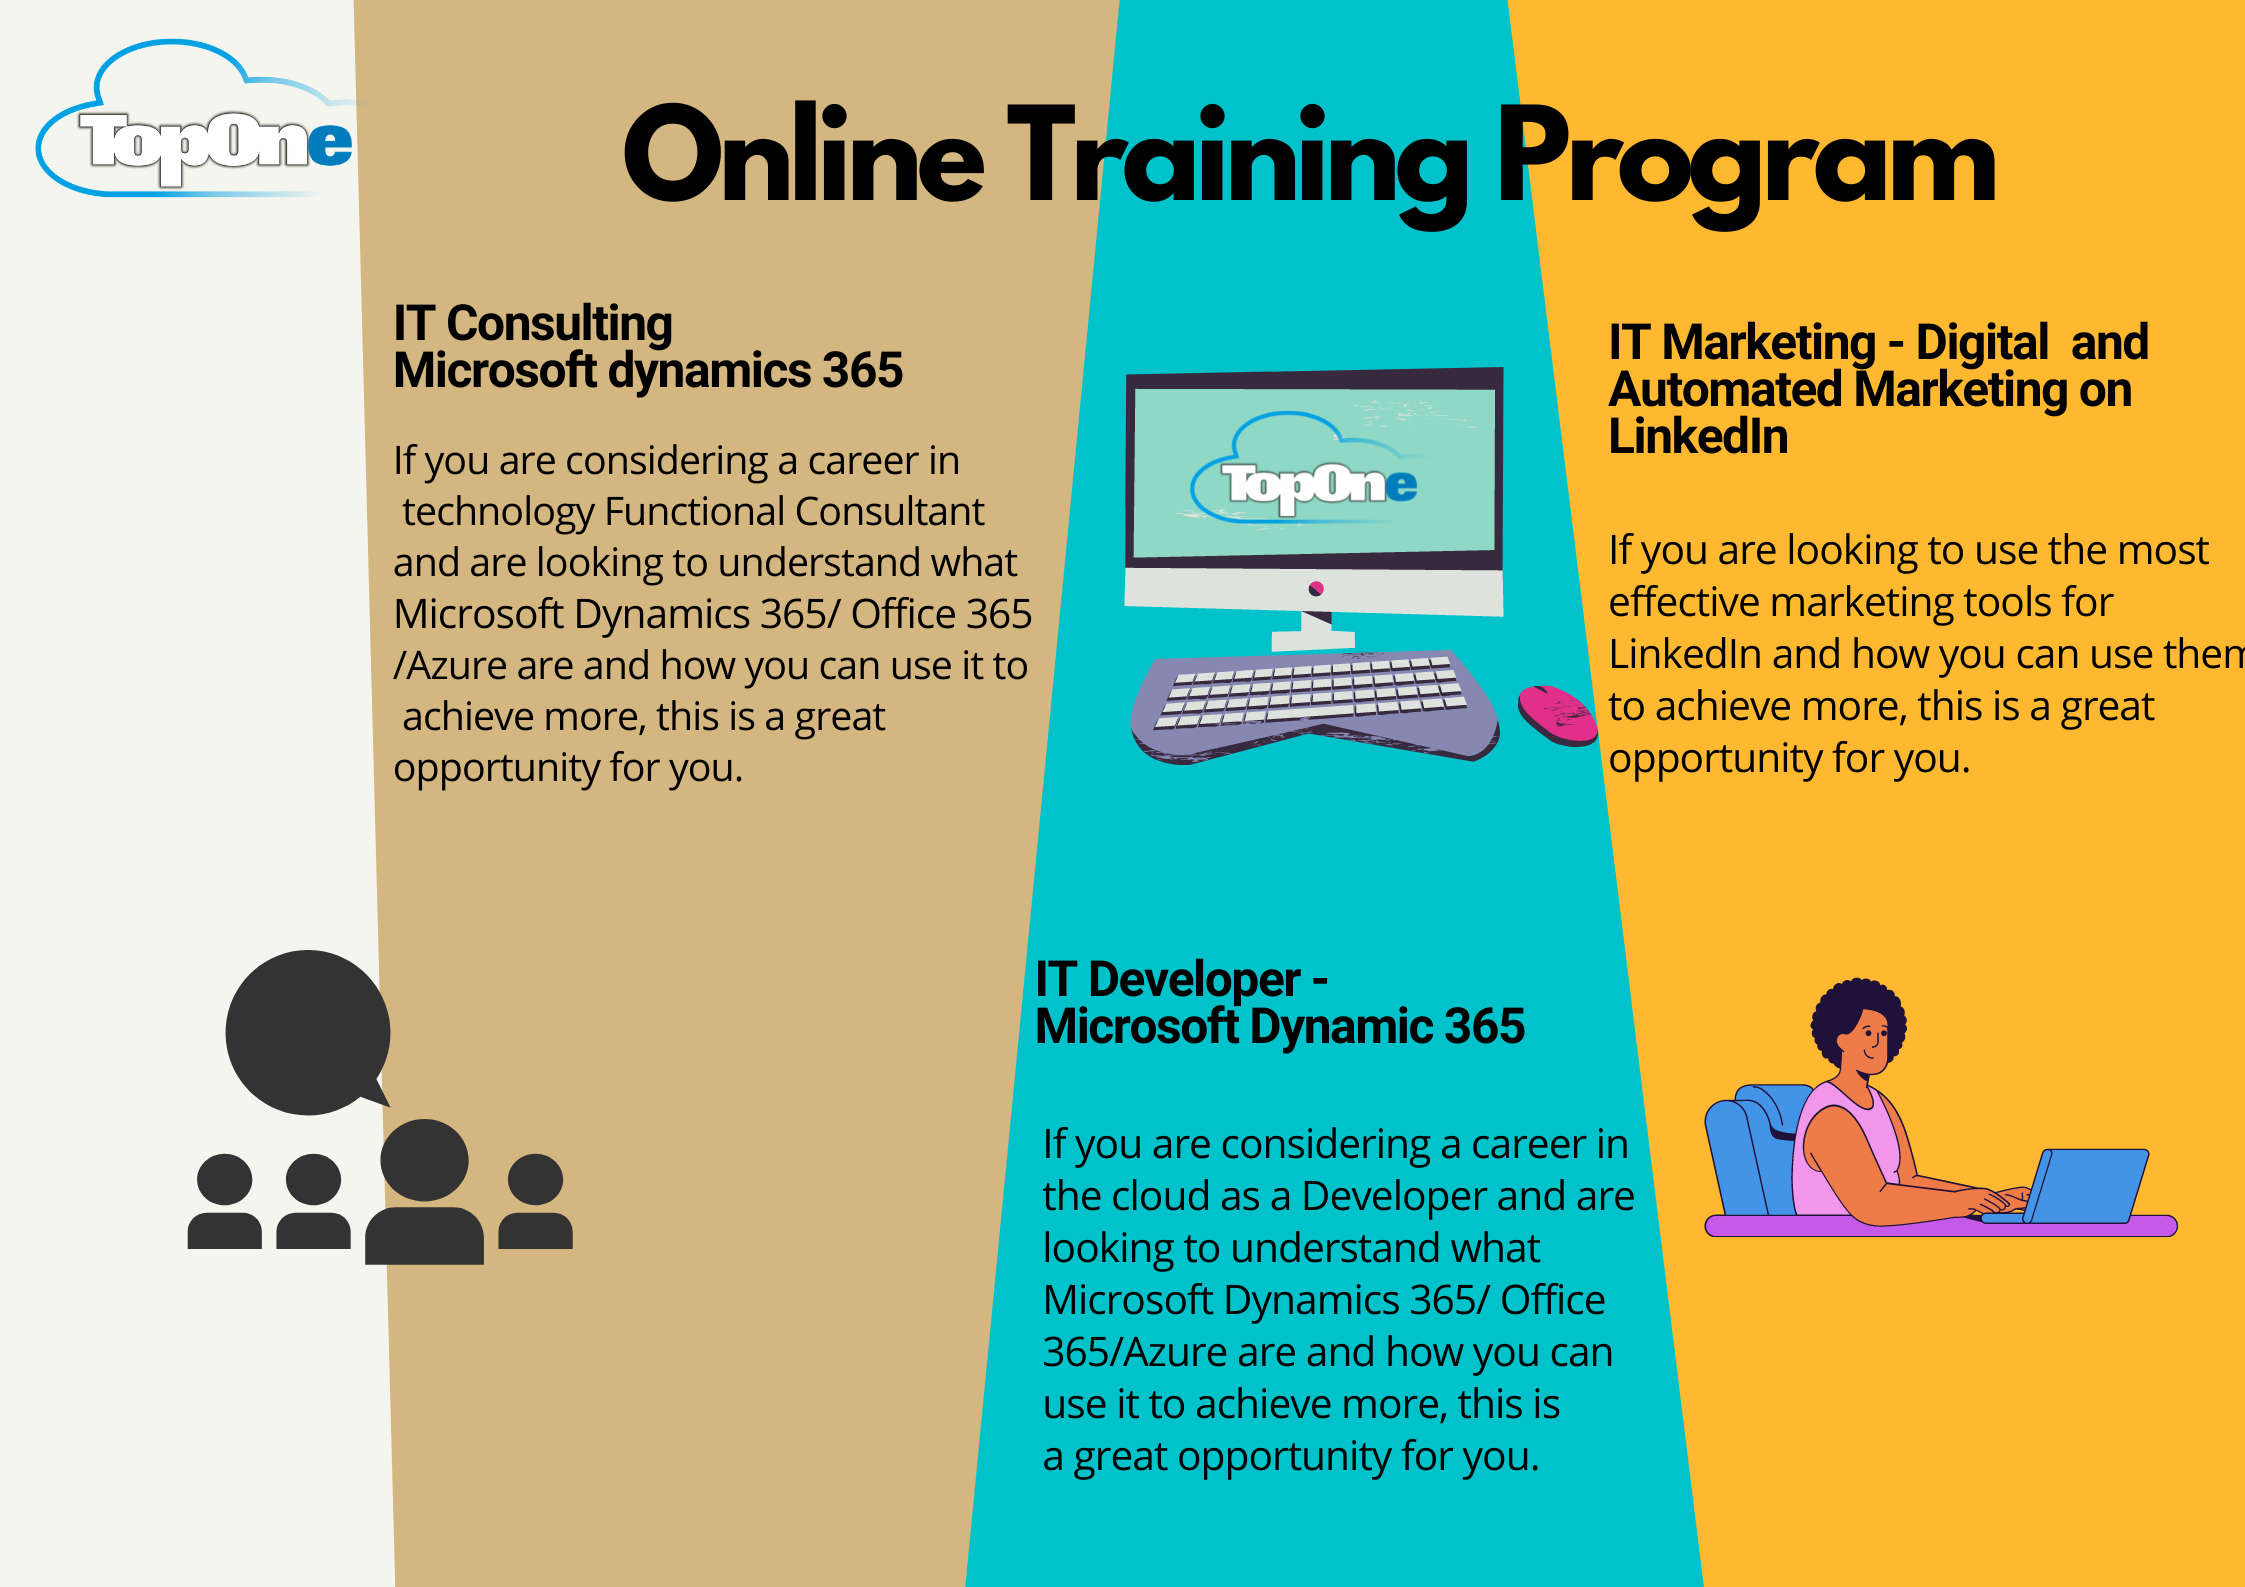 TopOne
Online Training Program
IT Consulting
Microsoft dynamics 365
If you are considering a career in
technology Functional Consultant
and are looking to understand what
Microsoft Dynamics 365/ Office 365
/Azure are and how you can use it to
achieve more, this is a great
opportunity for you.
TopOne
IT Developer -
Microsoft Dynamic 365
If you are considering a career in
the cloud as a Developer and are
looking to understand what
Microsoft Dynamics 365/ Office
365/Azure are and how you can
use it to achieve more, this is
a great opportunity for you.
IT Marketing - Digital  and
Automated Marketing on
LinkedIn
If you are looking to use the most
effective marketing tools for
LinkedIn and how you can use them
to achieve more, this is a great
opportunity for you.